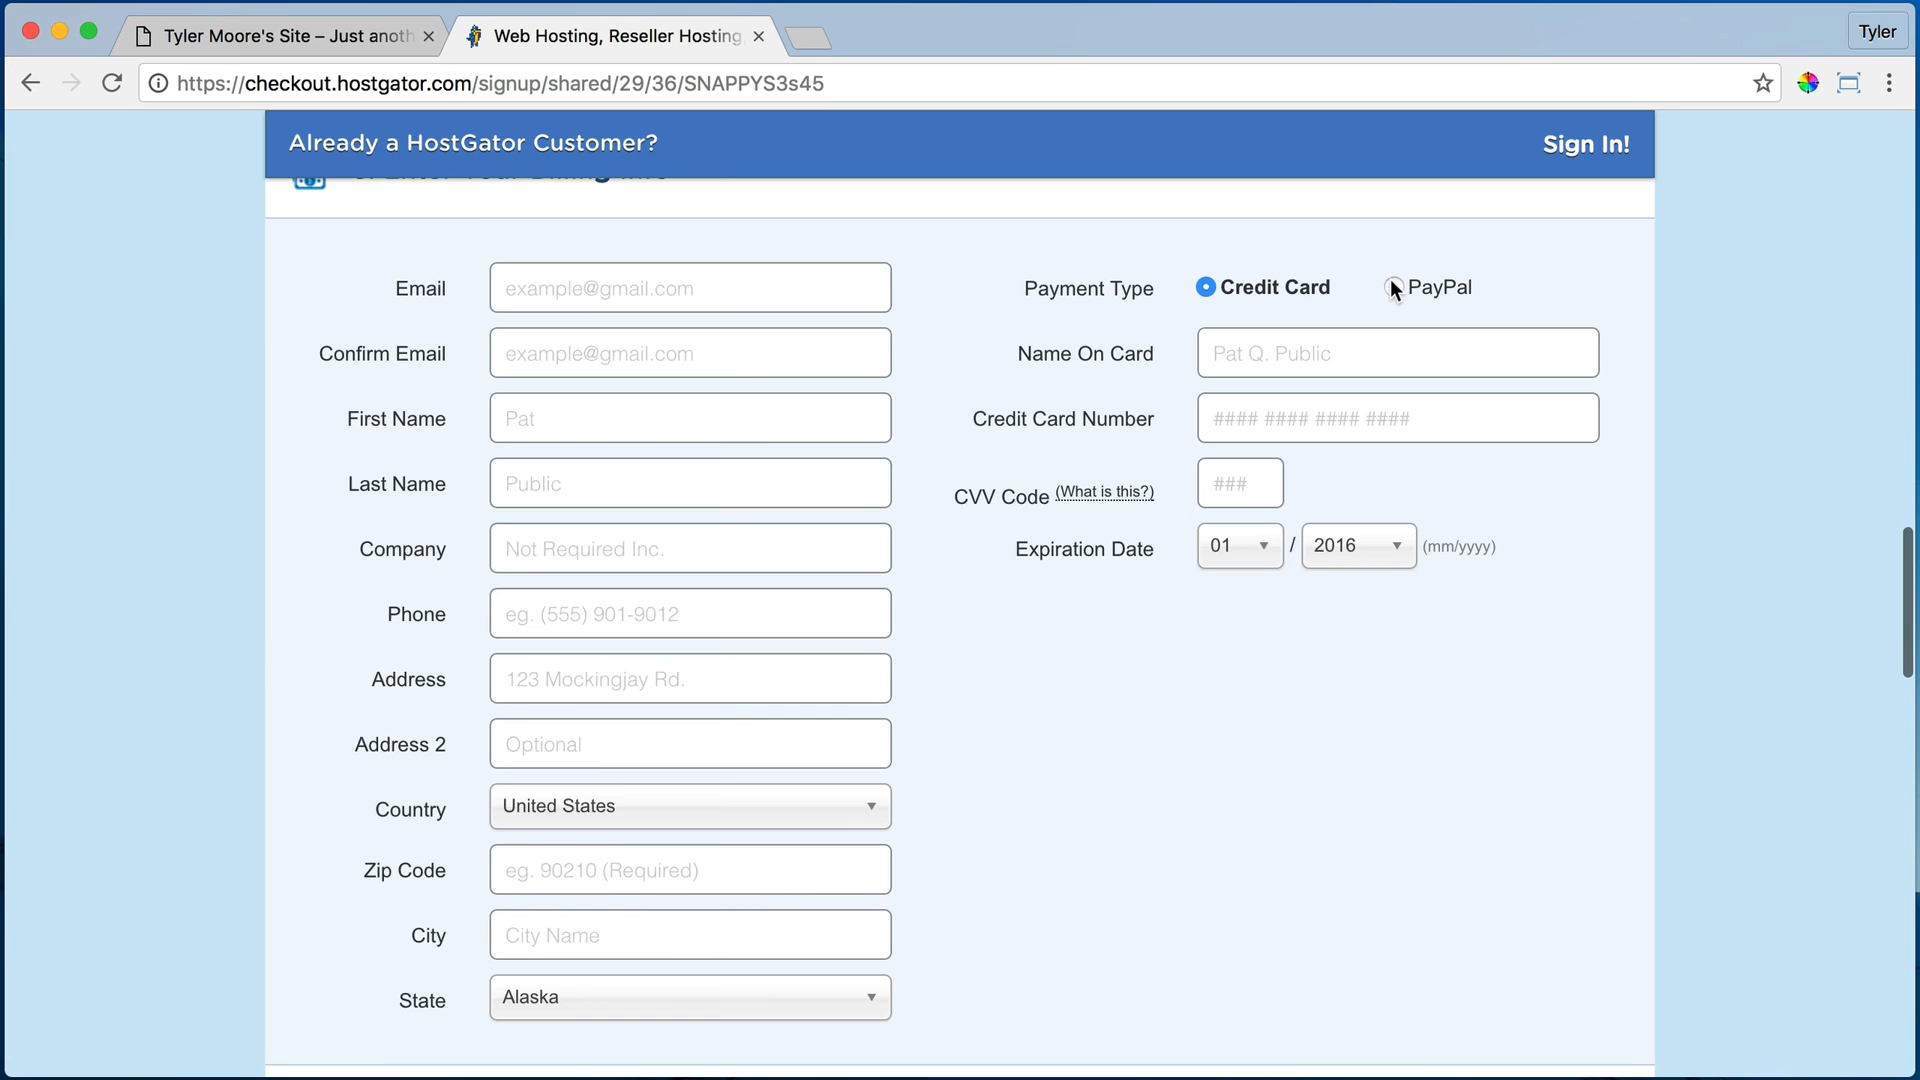 Tyler Moore's Site – Just anoth
Web Hosting, Reseller Hosting,
Tyler
https://checkout.hostgator.com/signup/shared/29/36/SNAPPYS3s45
Already a HostGator Customer?
Sign In!
Enter Your Billing Info
Email
example@gmail.com
Payment Type
Credit Card
PayPal
Confirm Email
example@gmail.com
Name On Card
Pat Q. Public
First Name
Pat
Credit Card Number
#### #### #### ####
Last Name
Public
CVV Code (What is this?)
###
Company
Not Required Inc.
Expiration Date
01 / 2016 (mm/yyyy)
Phone
eg. (555) 901-9012
Address
123 Mockingjay Rd.
Address 2
Optional
Country
United States
Zip Code
eg. 90210 (Required)
City
City Name
State
Alaska